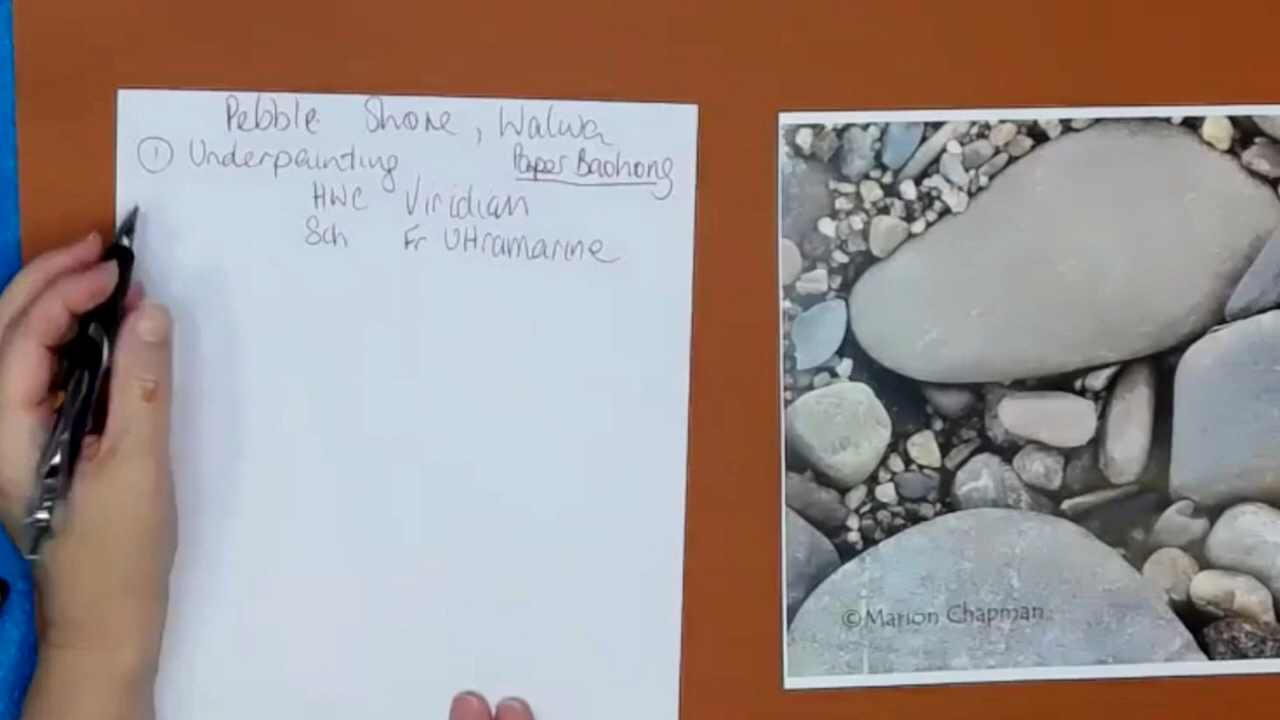 Pebble Shore, Walwa
① Underpainting Paper Baohong
HWC Viridian
Sch Fr Ultramarine
©Marion Chapman